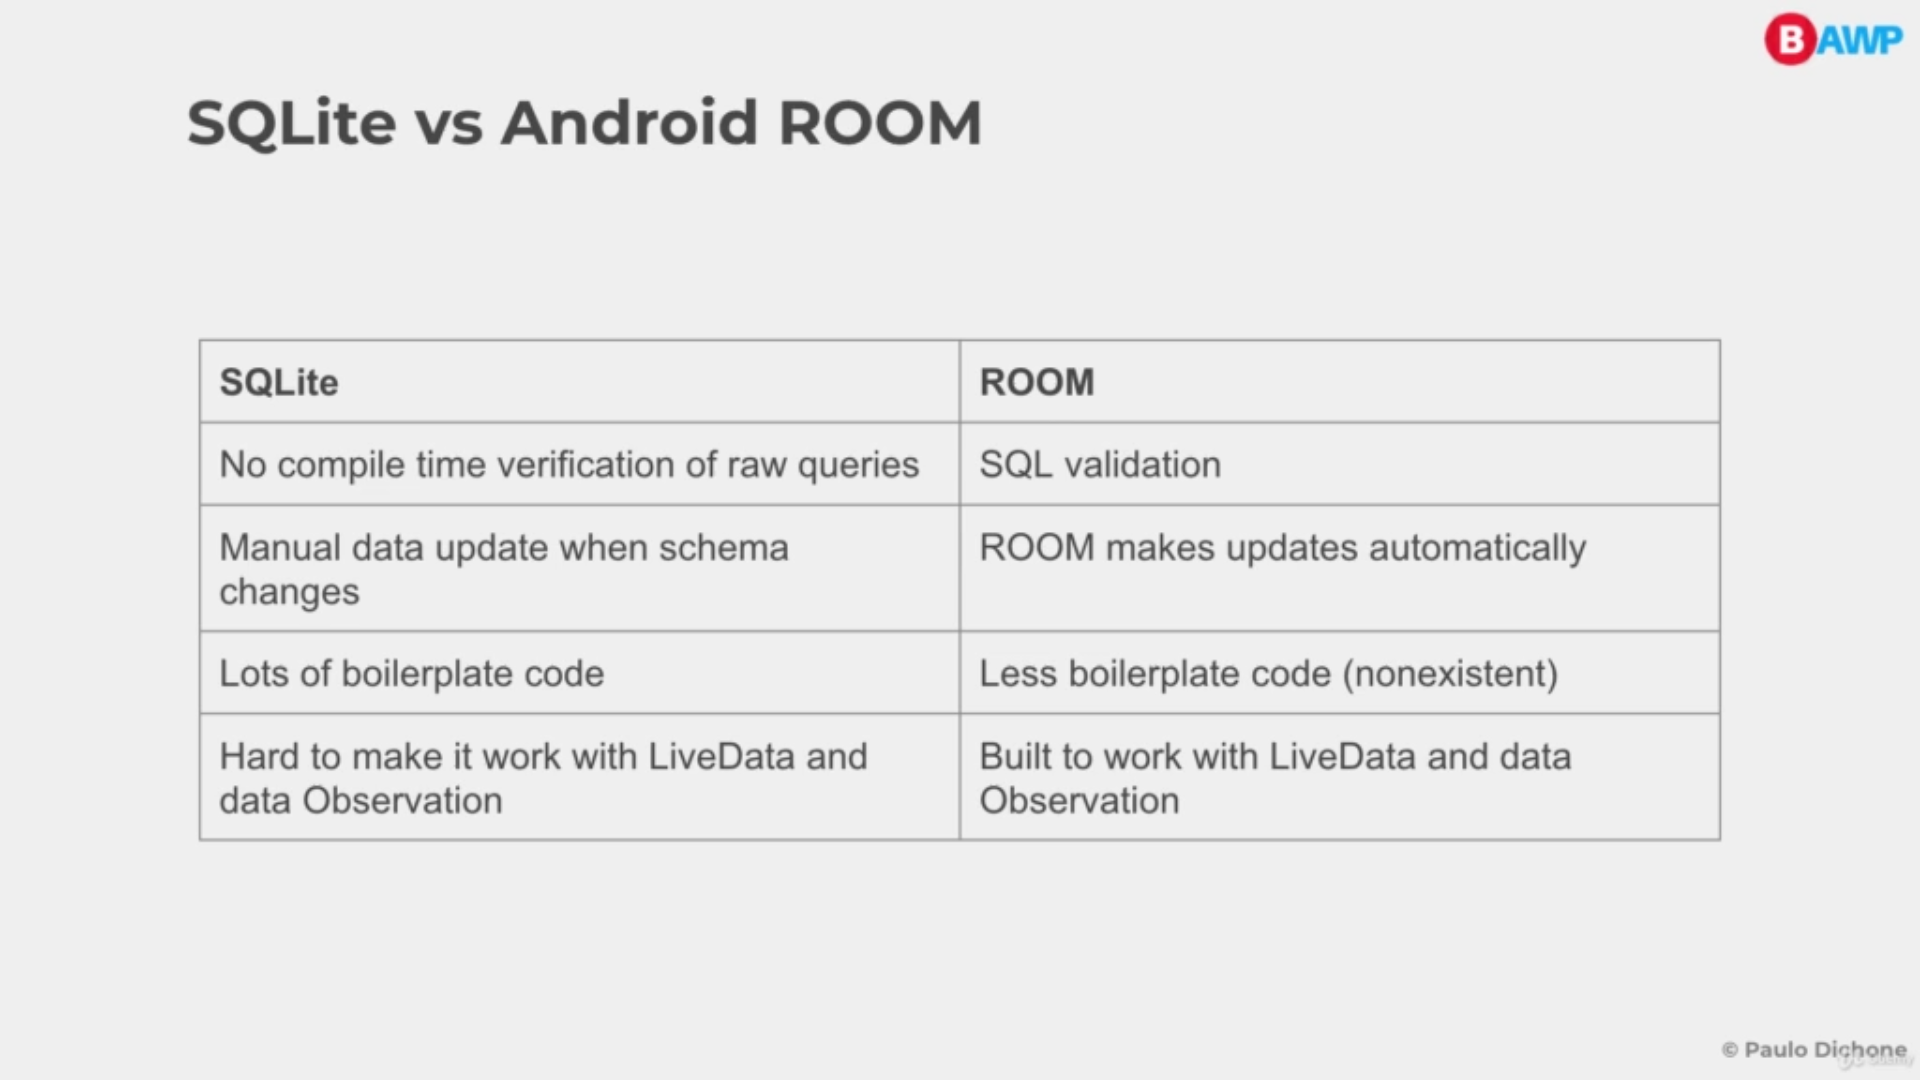 BAWP
SQLite vs Android ROOM
SQLite
ROOM
No compile time verification of raw queries
SQL validation
Manual data update when schema
changes
ROOM makes updates automatically
Lots of boilerplate code
Less boilerplate code (nonexistent)
Hard to make it work with LiveData and
data Observation
Built to work with LiveData and data
Observation
© Paulo Dichone